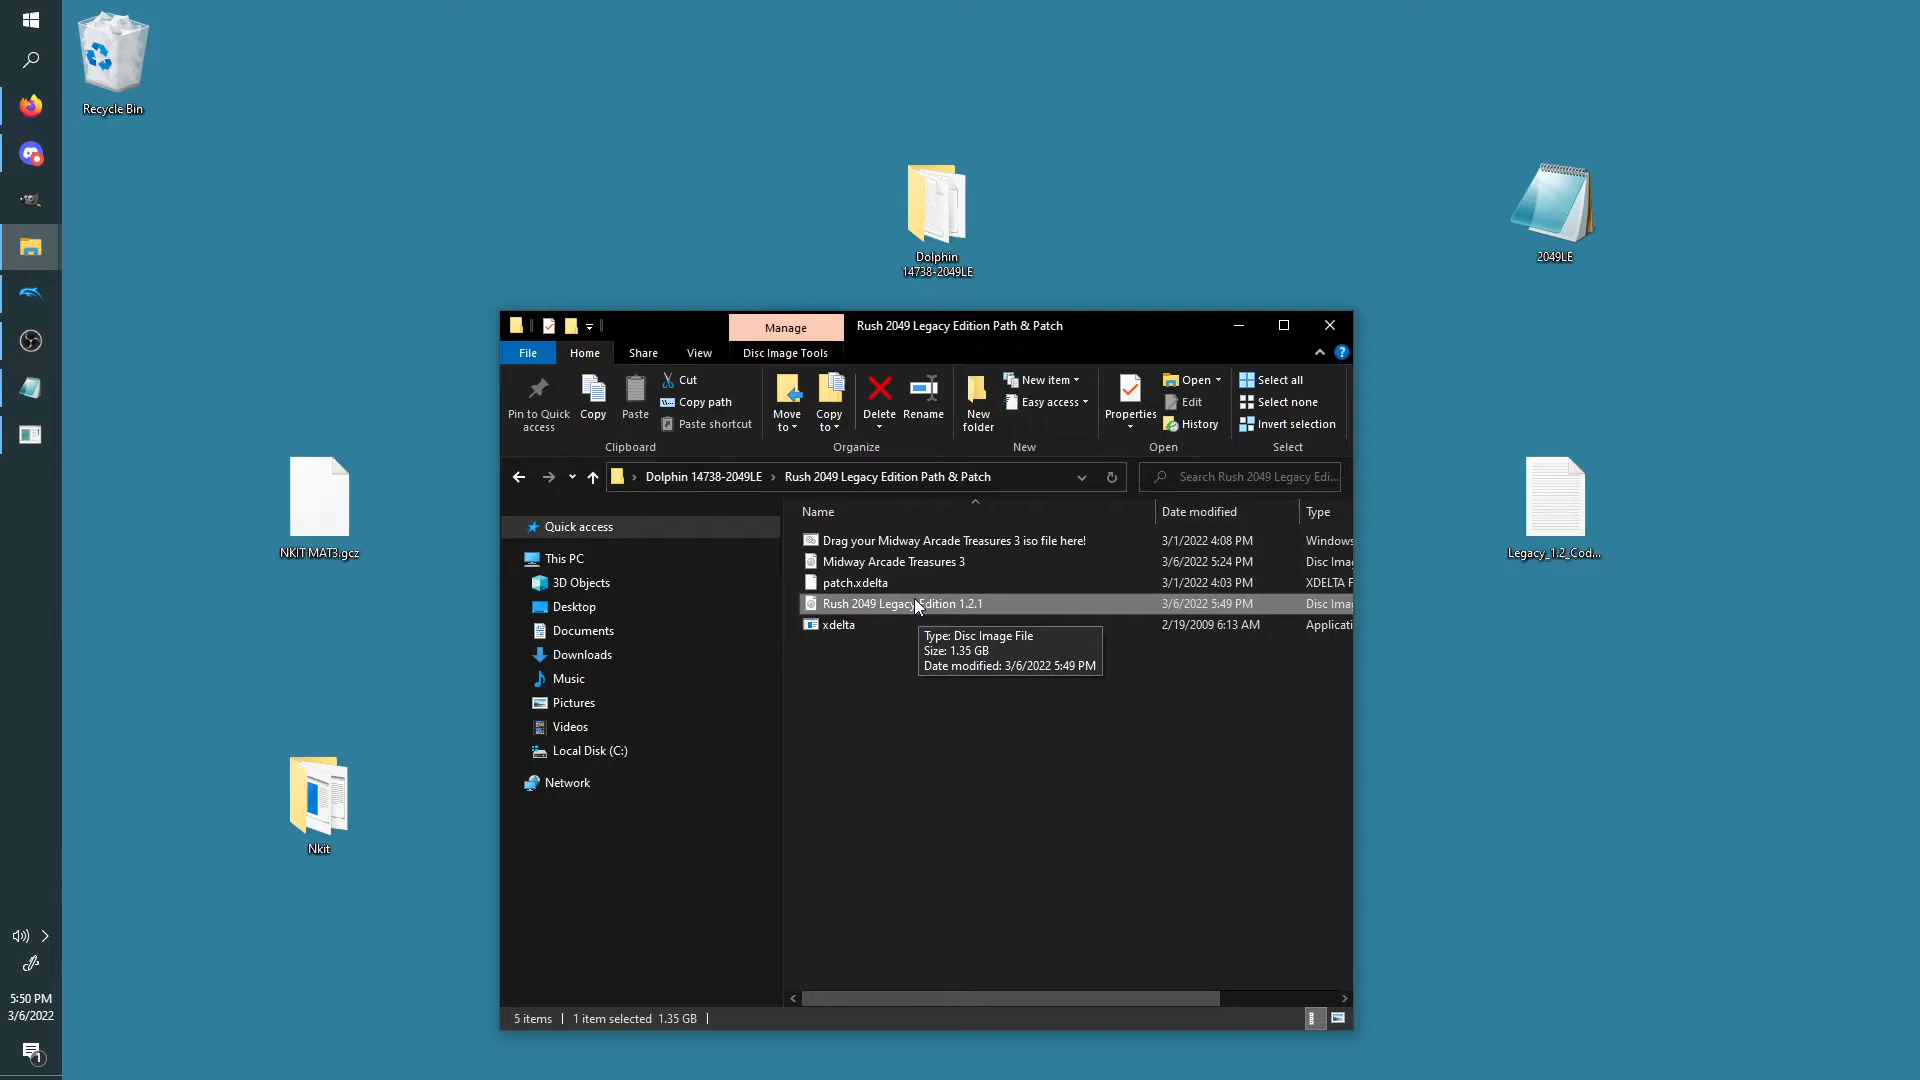 Recycle Bin
Dolphin
14738-2049LE
2049LE
NKIT MAT3.gcz
Legacy_1.2_Cod...
Nkit
Manage
Rush 2049 Legacy Edition Path & Patch
File
Home
Share
View
Disc Image Tools
Pin to Quick
access
Copy
Paste
Cut
Copy path
Paste shortcut
Clipboard
Move
to
Copy
to
Delete
Rename
Organize
New
folder
New item
Easy access
New
Properties
Open
Edit
History
Open
Select all
Select none
Invert selection
Select
Dolphin 14738-2049LE > Rush 2049 Legacy Edition Path & Patch
Search Rush 2049 Legacy Edi...
Quick access
This PC
3D Objects
Desktop
Documents
Downloads
Music
Pictures
Videos
Local Disk (C:)
Network
Name Date modified Type
Drag your Midway Arcade Treasures 3 iso file here! 3/1/2022 4:08 PM Windows
Midway Arcade Treasures 3 3/6/2022 5:24 PM Disc Ima
patch.xdelta 3/1/2022 4:03 PM XDELTA F
Rush 2049 Legacy Edition 1.2.1 3/6/2022 5:49 PM Disc Ima
xdelta 2/19/2009 6:13 AM Applicati
Type: Disc Image File
Size: 1.35 GB
Date modified: 3/6/2022 5:49 PM
5 items 1 item selected 1.35 GB
5:50 PM
3/6/2022
1